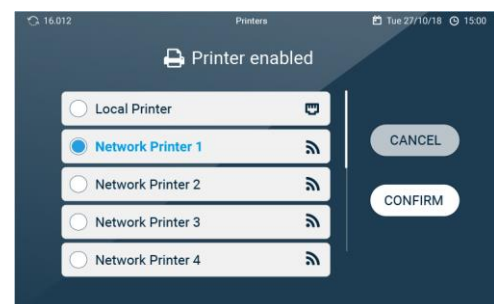 16.012 Printers Tue 27/10/18 15:00
Printer enabled
Local Printer
Network Printer 1
Network Printer 2
Network Printer 3
Network Printer 4
CANCEL
CONFIRM